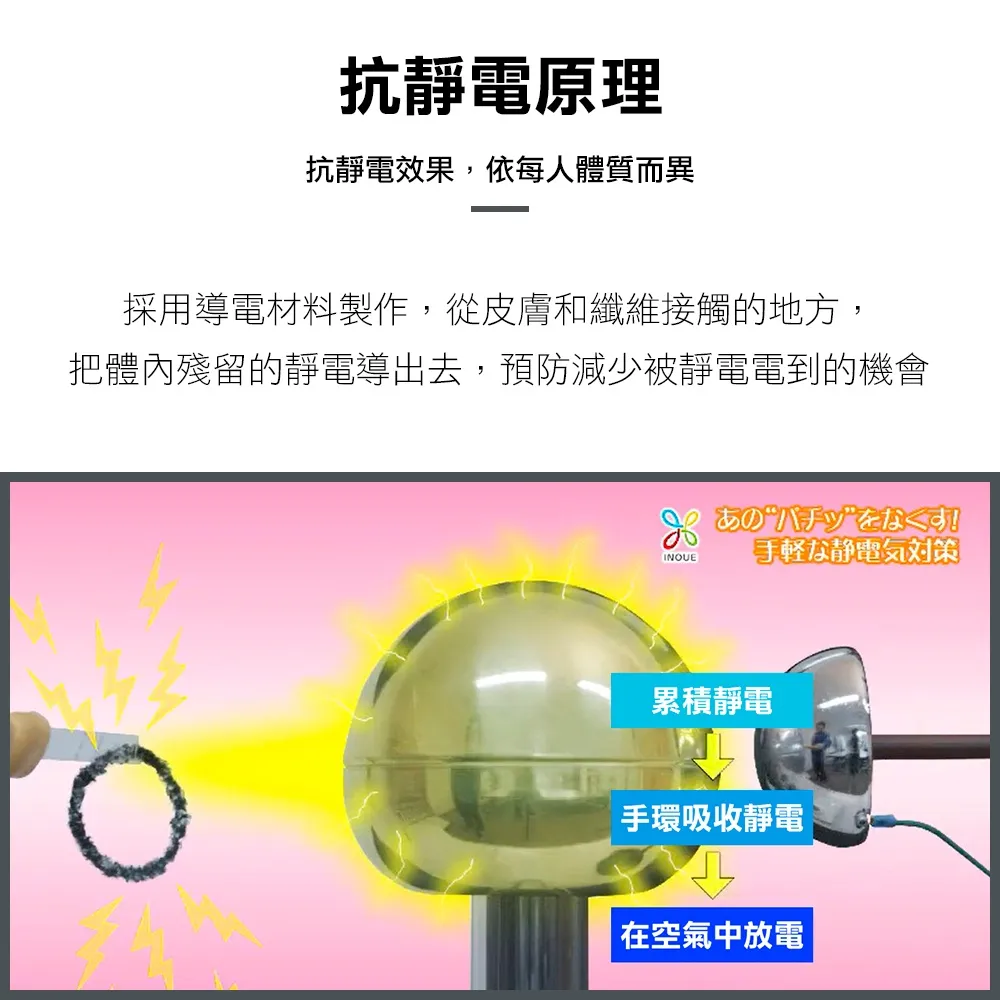 抗靜電原理
抗靜電效果，依每人體質而異
採用導電材料製作，從皮膚和纖維接觸的地方，
把體內殘留的靜電導出去，預防減少被靜電電到的機會
あの“バチッ”をなくす!
手軽な静電気対策
INOUE
累積靜電
手環吸收靜電
在空氣中放電